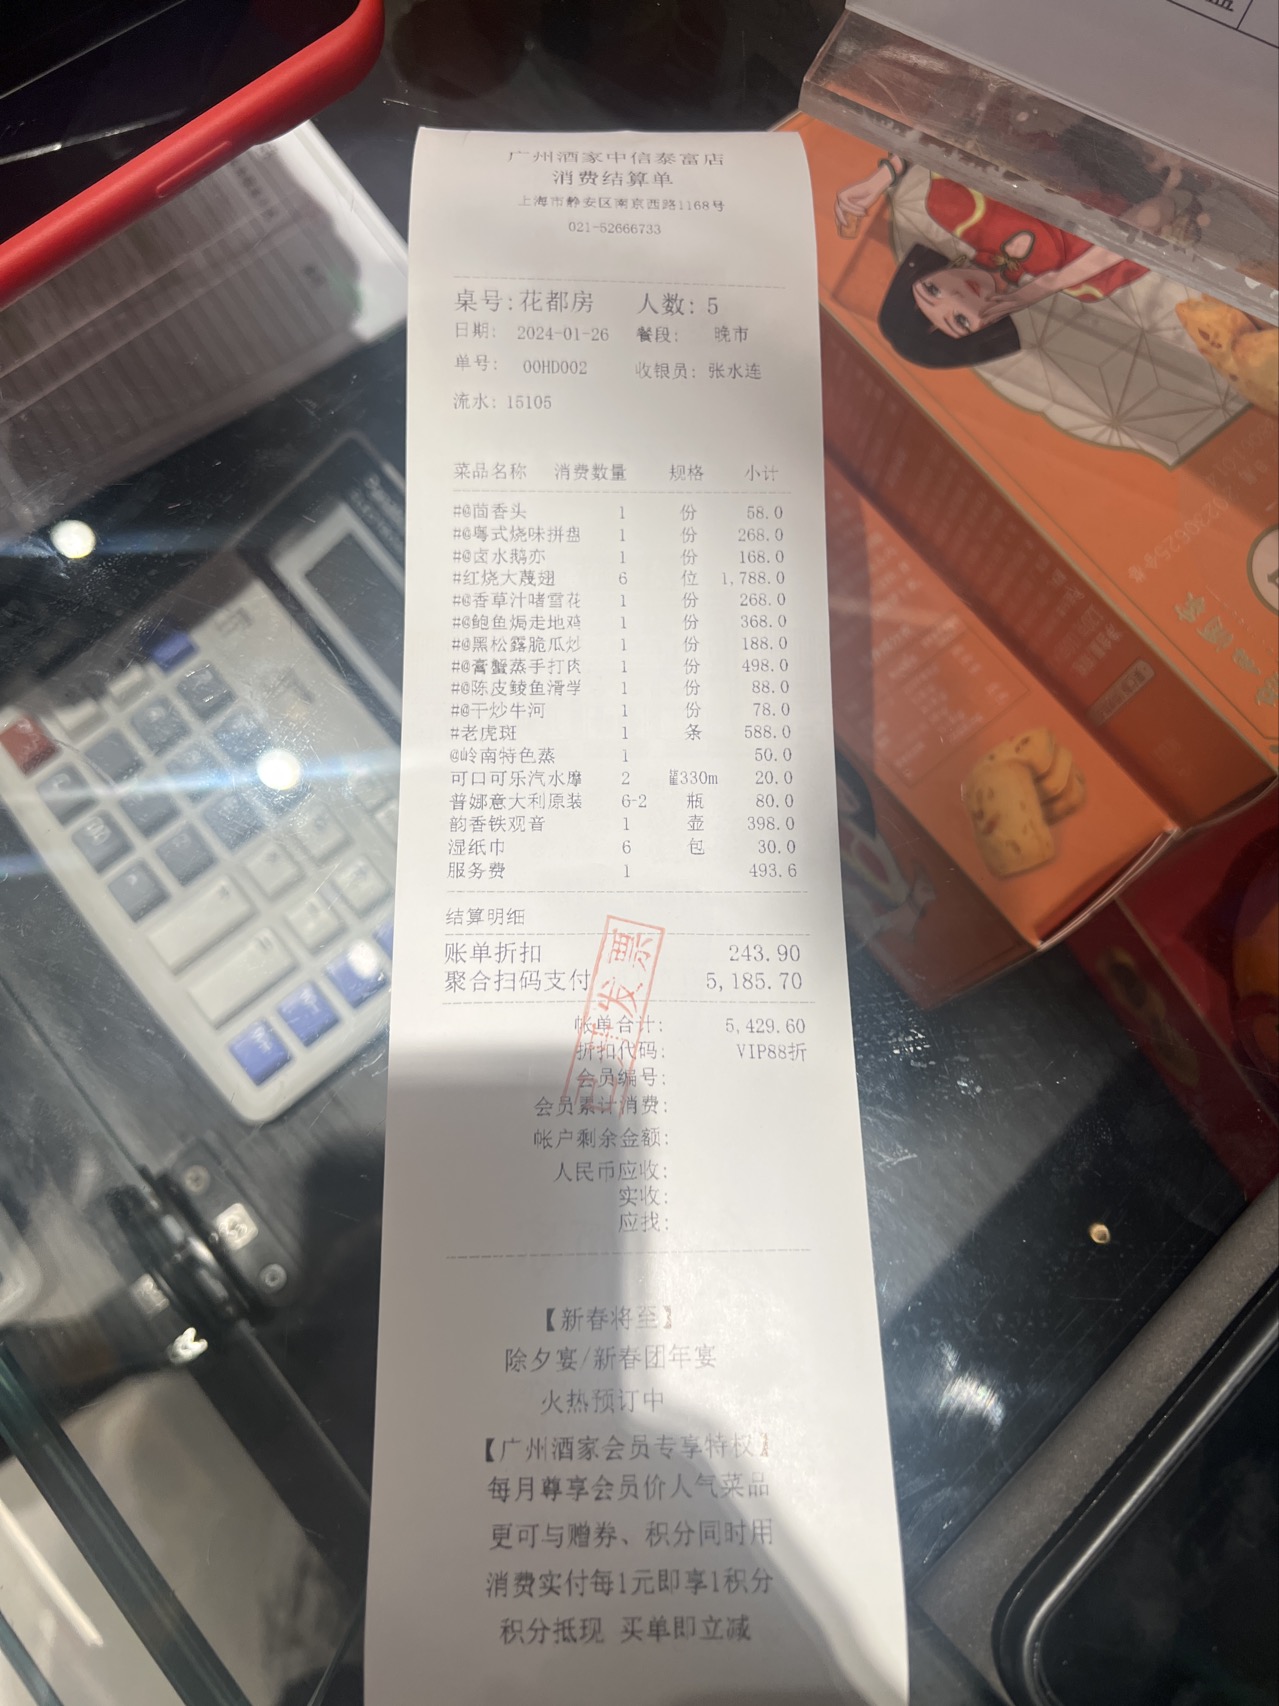 广州酒家中信泰富店
消费结算单
上海市静安区南京西路1168号
021-52666733
桌号:花都房 人数: 5
日期: 2024-01-26 餐段: 晚市
单号: 00HD002 收银员: 张水连
流水: 15105
菜品名称 消费数量 规格 小计
#@茴香头 1 份 58.0
#@粤式烧味拼盘 1 份 268.0
#@卤水鹅亦 1 份 168.0
#红烧大蔑翅 6 位 1,788.0
#@香草汁啫雪花 1 份 268.0
#@鲍鱼焗走地鸡 1 份 368.0
#@黑松露脆瓜炒 1 份 188.0
#@膏蟹蒸手打肉 1 份 498.0
#@陈皮鲮鱼滑 1 份 88.0
#@干炒牛河 1 份 78.0
#老虎斑 1 条 588.0
@岭南特色蒸 1 50.0
可口可乐汽水摩 2 330m 20.0
普娜意大利原装 6-2 瓶 80.0
韵香铁观音 1 壶 398.0
湿纸巾 6 包 30.0
服务费 1 493.6
结算明细
账单折扣 243.90
聚合扫码支付 5,185.70
帐单合计: 5,429.60
折扣代码: VIP88折
会员编号:
会员累计消费:
帐户剩余金额:
人民币应收:
实收:
应找:
【新春将至】
除夕宴/新春团年宴
火热预订中
【广州酒家会员专享特权】
每月尊享会员价人气菜品
更可与赠券、积分同时用
消费实付每1元即享1积分
积分抵现 买单即立减